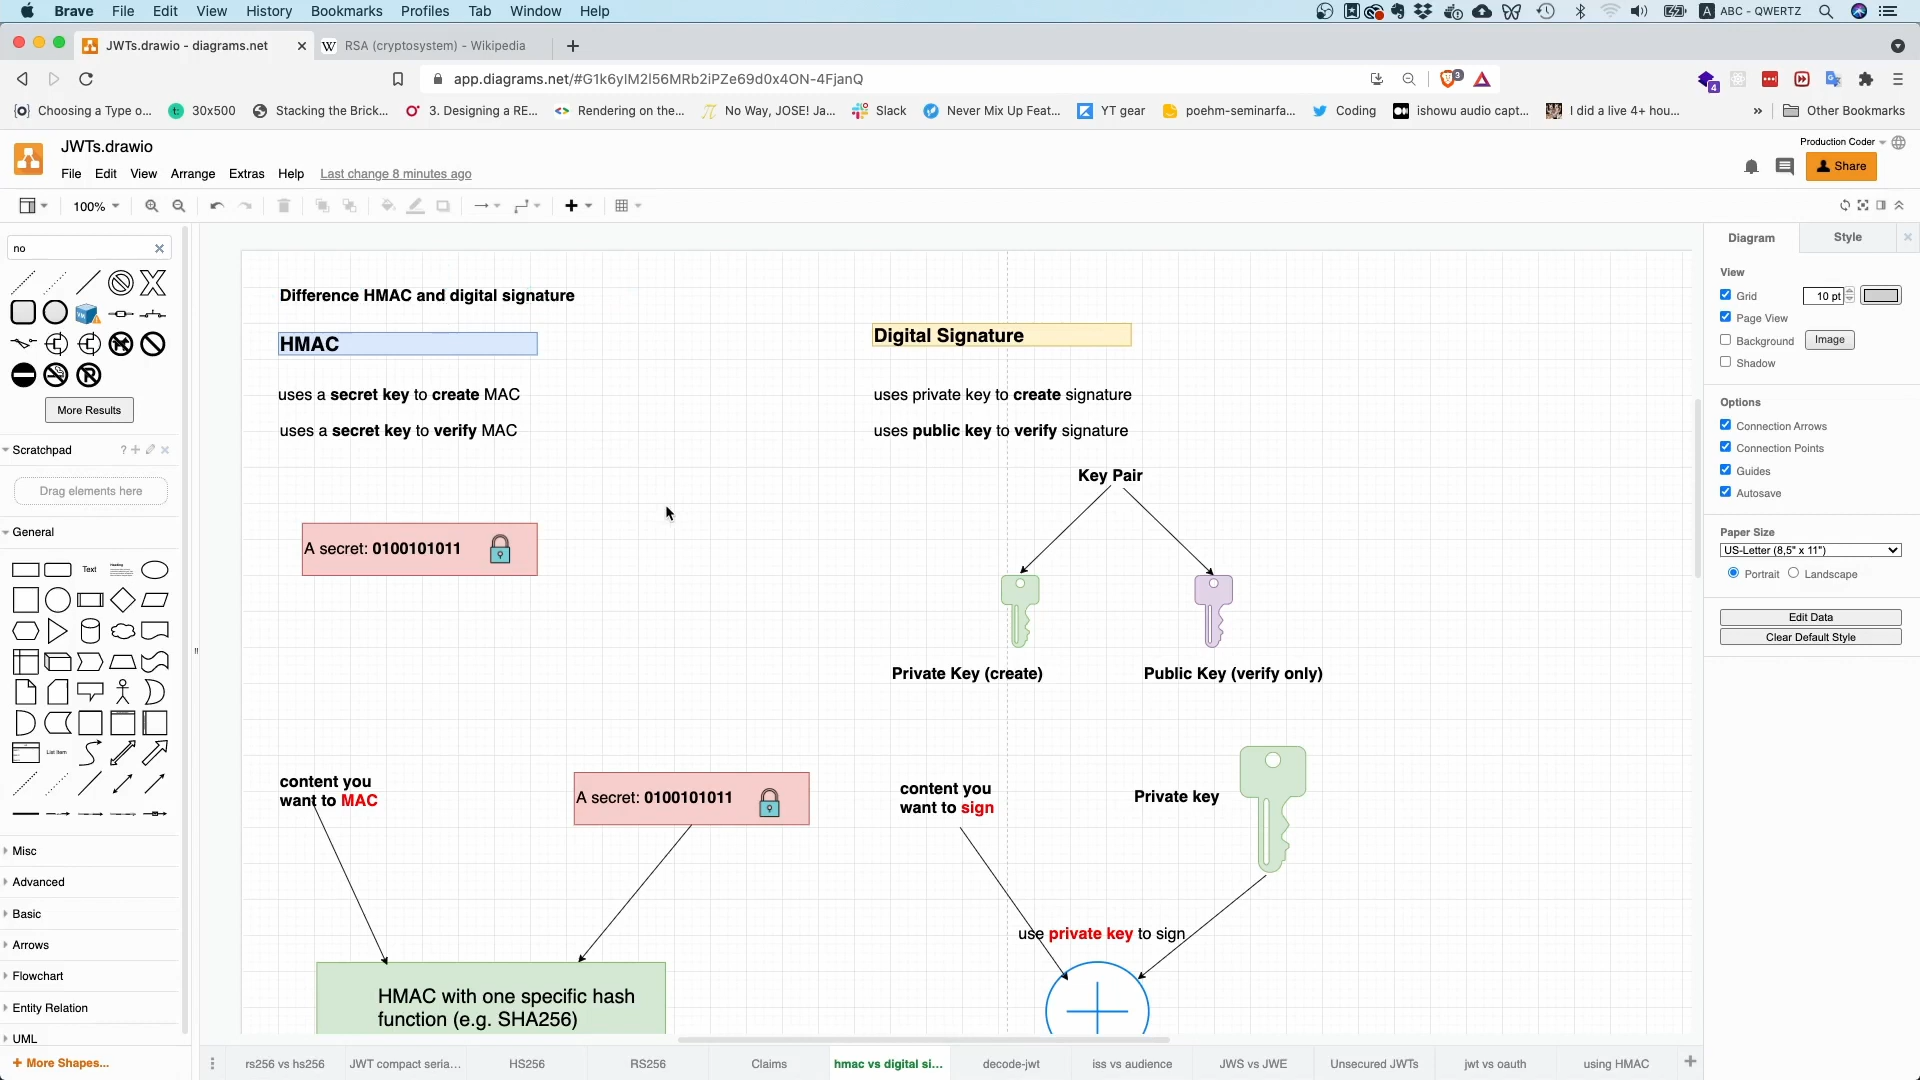 Brave File Edit View History Bookmarks Profiles Tab Window Help
A ABC - QWERTZ
JWTs.drawio - diagrams.net
W RSA (cryptosystem) - Wikipedia
app.diagrams.net/#G1k6ylM2l56MRb2iPZe69d0x4ON-4FjanQ
3
4
Choosing a Type o...
30x500
Stacking the Brick...
3. Designing a RE...
Rendering on the...
No Way, JOSE! Ja...
Slack
Never Mix Up Feat...
YT gear
poehm-seminarfa...
Coding
ishowu audio capt...
I did a live 4+ hou...
»
Other Bookmarks
JWTs.drawio
Production Coder
File Edit View Arrange Extras Help Last change 8 minutes ago
Share
100%
no
More Results
Scratchpad
?
Drag elements here
General
Text
Heading
List Item
Misc
Advanced
Basic
Arrows
Flowchart
Entity Relation
UML
+ More Shapes...
Difference HMAC and digital signature
HMAC
uses a secret key to create MAC
uses a secret key to verify MAC
A secret: 0100101011
content you
want to MAC
A secret: 0100101011
HMAC with one specific hash
function (e.g. SHA256)
Digital Signature
uses private key to create signature
uses public key to verify signature
Key Pair
Private Key (create)
Public Key (verify only)
content you
want to sign
Private key
use private key to sign
Diagram
Style
View
Grid
10 pt
Page View
Background
Image
Shadow
Options
Connection Arrows
Connection Points
Guides
Autosave
Paper Size
US-Letter (8,5" x 11")
Portrait
Landscape
Edit Data
Clear Default Style
rs256 vs hs256
JWT compact seria...
HS256
RS256
Claims
hmac vs digital si...
decode-jwt
iss vs audience
JWS vs JWE
Unsecured JWTs
jwt vs oauth
using HMAC